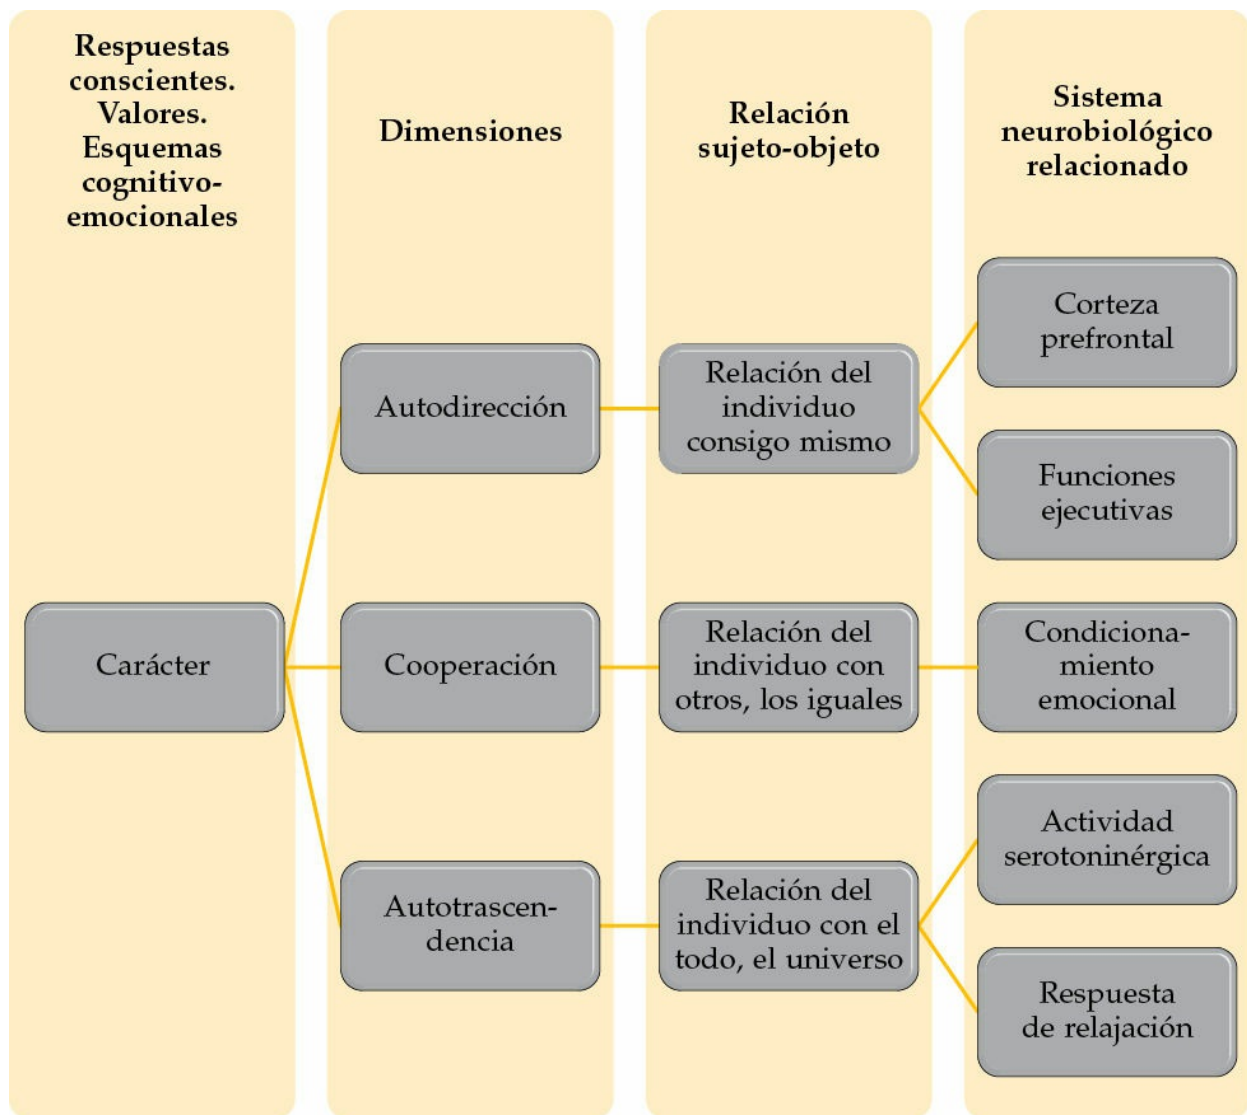 Respuestas
conscientes.
Valores.
Esquemas
cognitivo-
emocionales
Dimensiones
Relación
sujeto-objeto
Sistema
neurobiológico
relacionado
Carácter
Autodirección
Relación del
individuo
consigo mismo
Corteza
prefrontal
Funciones
ejecutivas
Cooperación
Relación del
individuo con
otros, los iguales
Condiciona-
miento
emocional
Autotrascen-
dencia
Relación del
individuo con el
todo, el universo
Actividad
serotoninérgica
Respuesta
de relajación